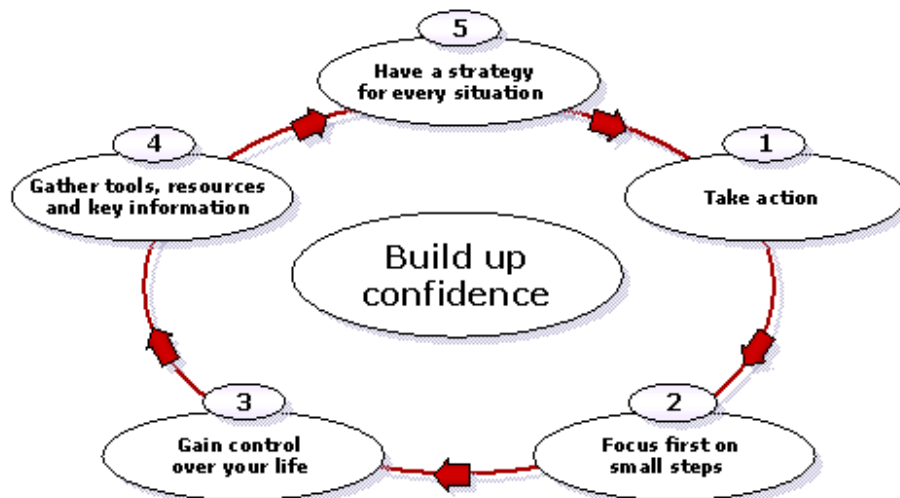 5
Have a strategy
for every situation
4
Gather tools, resources
and key information
1
Take action
Build up
confidence
3
Gain control
over your life
2
Focus first on
small steps